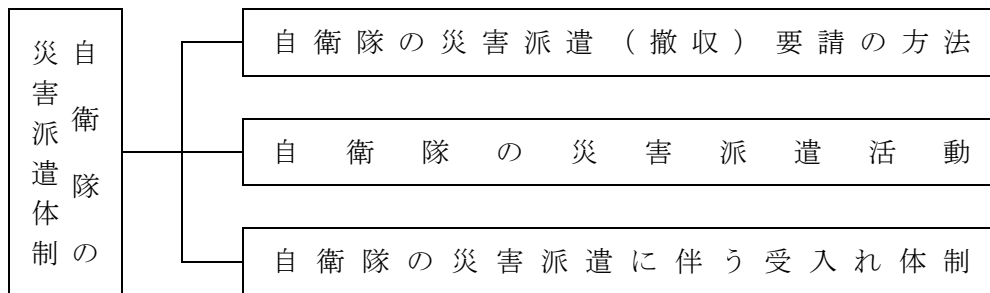 自衛隊の
災害派遣体制
自衛隊の災害派遣（撤収）要請の方法
自衛隊の災害派遣活動
自衛隊の災害派遣に伴う受入れ体制